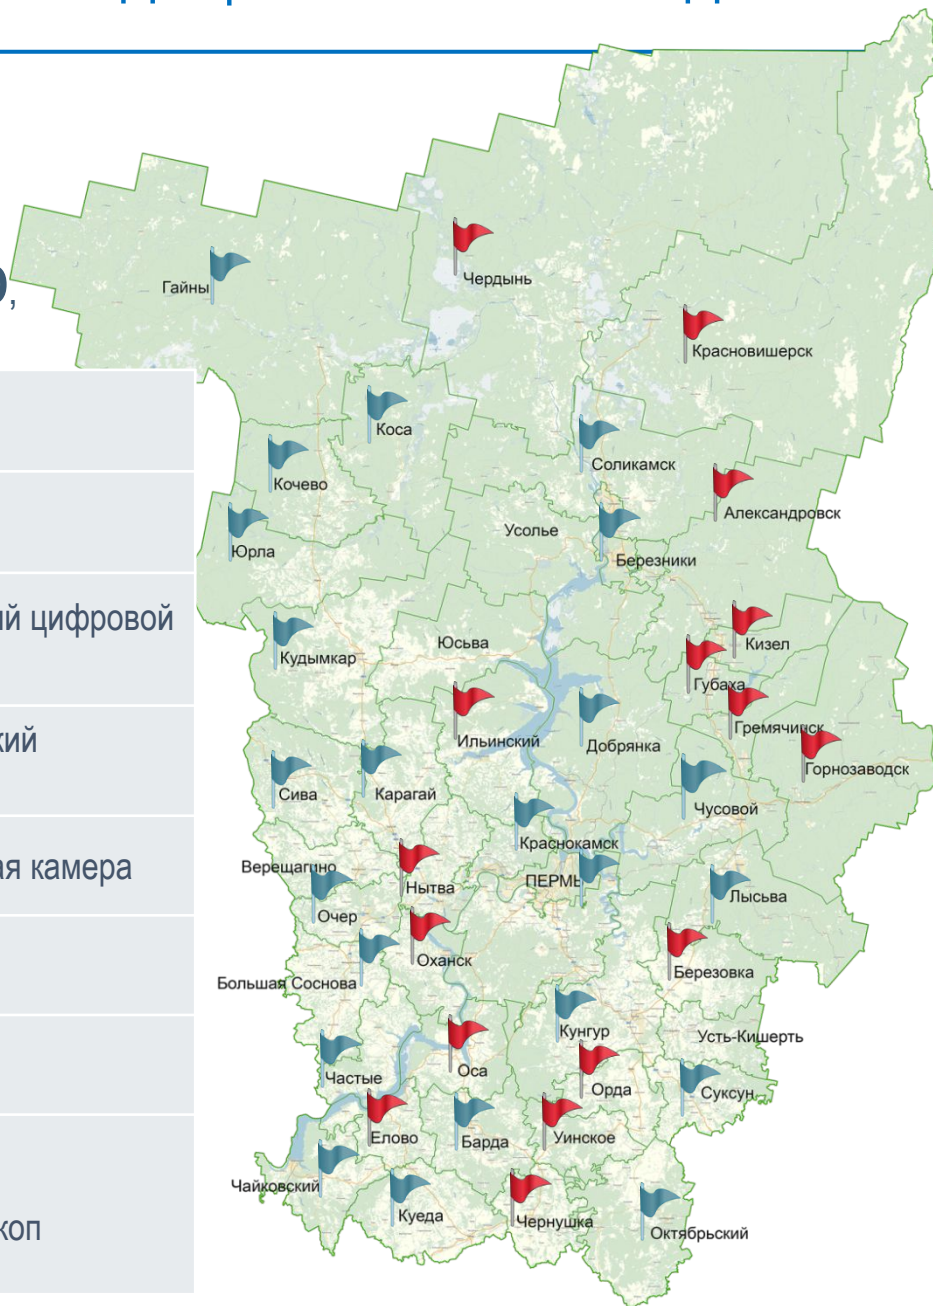 Гайны
Чердынь
Красновишерск
Коса
Соликамск
Кочево
Александровск
Усолье
Юрла
Березники
ый цифровой
Юсьва
Кизел
Кудымкар
Губаха
Гремячинск
кий
Ильинский
Добрянка
Горнозаводск
Сива
Карагай
Чусовой
Краснокамск
ая камера
Верещагино
Нытва
ПЕРМЬ
Лысьва
Очер
Оханск
Березовка
Большая Соснова
Кунгур
Усть-Кишерть
Частые
Оса
Орда
Суксун
Елово
Барда
Уинское
Чайковский
Куеда
Чернушка
Октябрьский
коп